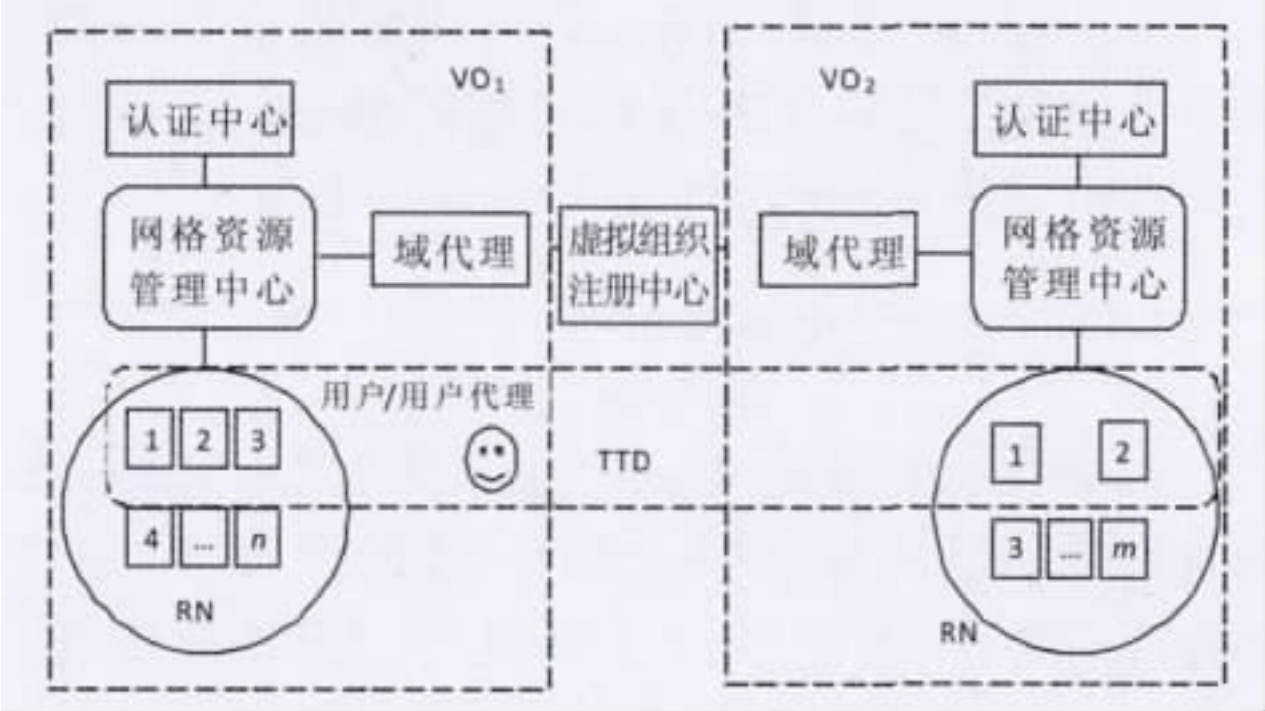 VO₁
认证中心
网格资源
管理中心
域代理
虚拟组织
注册中心
VO₂
认证中心
域代理
网格资源
管理中心
用户/用户代理
1 2 3
TTD
4 ... n
RN
1 2
3 ... m
RN